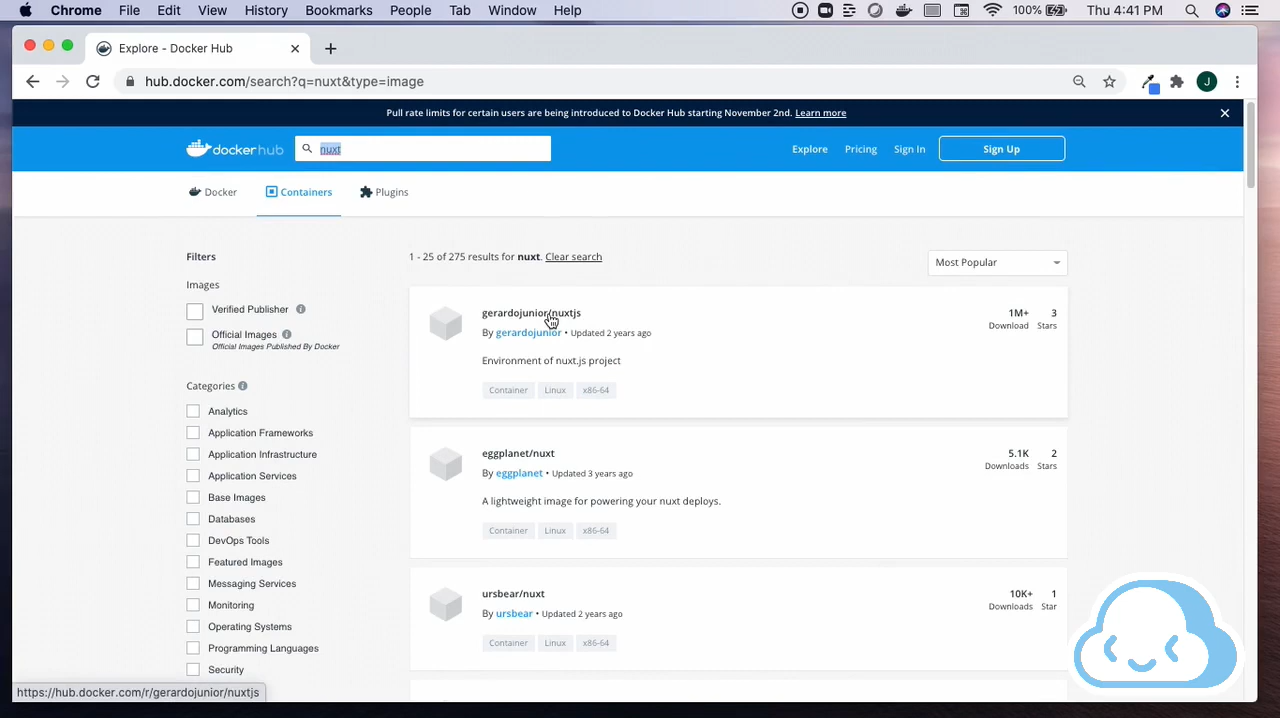 Chrome File Edit View History Bookmarks People Tab Window Help 100% Thu 4:41 PM
Explore - Docker Hub
hub.docker.com/search?q=nuxt&type=image J
Pull rate limits for certain users are being introduced to Docker Hub starting November 2nd. Learn more
dockerhub nuxt Explore Pricing Sign In Sign Up
Docker Containers Plugins
Filters
Images
Verified Publisher
Official Images
Official Images Published By Docker
Categories
Analytics
Application Frameworks
Application Infrastructure
Application Services
Base Images
Databases
DevOps Tools
Featured Images
Messaging Services
Monitoring
Operating Systems
Programming Languages
Security
1 - 25 of 275 results for nuxt. Clear search
Most Popular
gerardojunior/nuxtjs
By gerardojunior • Updated 2 years ago
Environment of nuxt.js project
Container Linux x86-64
1M+ 3
Download Stars
eggplanet/nuxt
By eggplanet • Updated 3 years ago
A lightweight image for powering your nuxt deploys.
Container Linux x86-64
5.1K 2
Downloads Stars
ursbear/nuxt
By ursbear • Updated 2 years ago
Container Linux x86-64
10K+ 1
Downloads Star
https://hub.docker.com/r/gerardojunior/nuxtjs